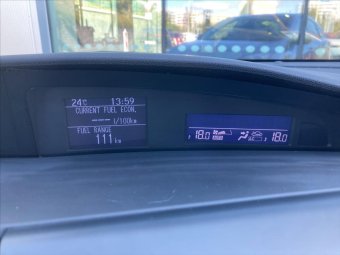 24°C 13:59
CURRENT FUEL ECON.
---- l/100km
FUEL RANGE
111 km
18.0 A/C 18.0